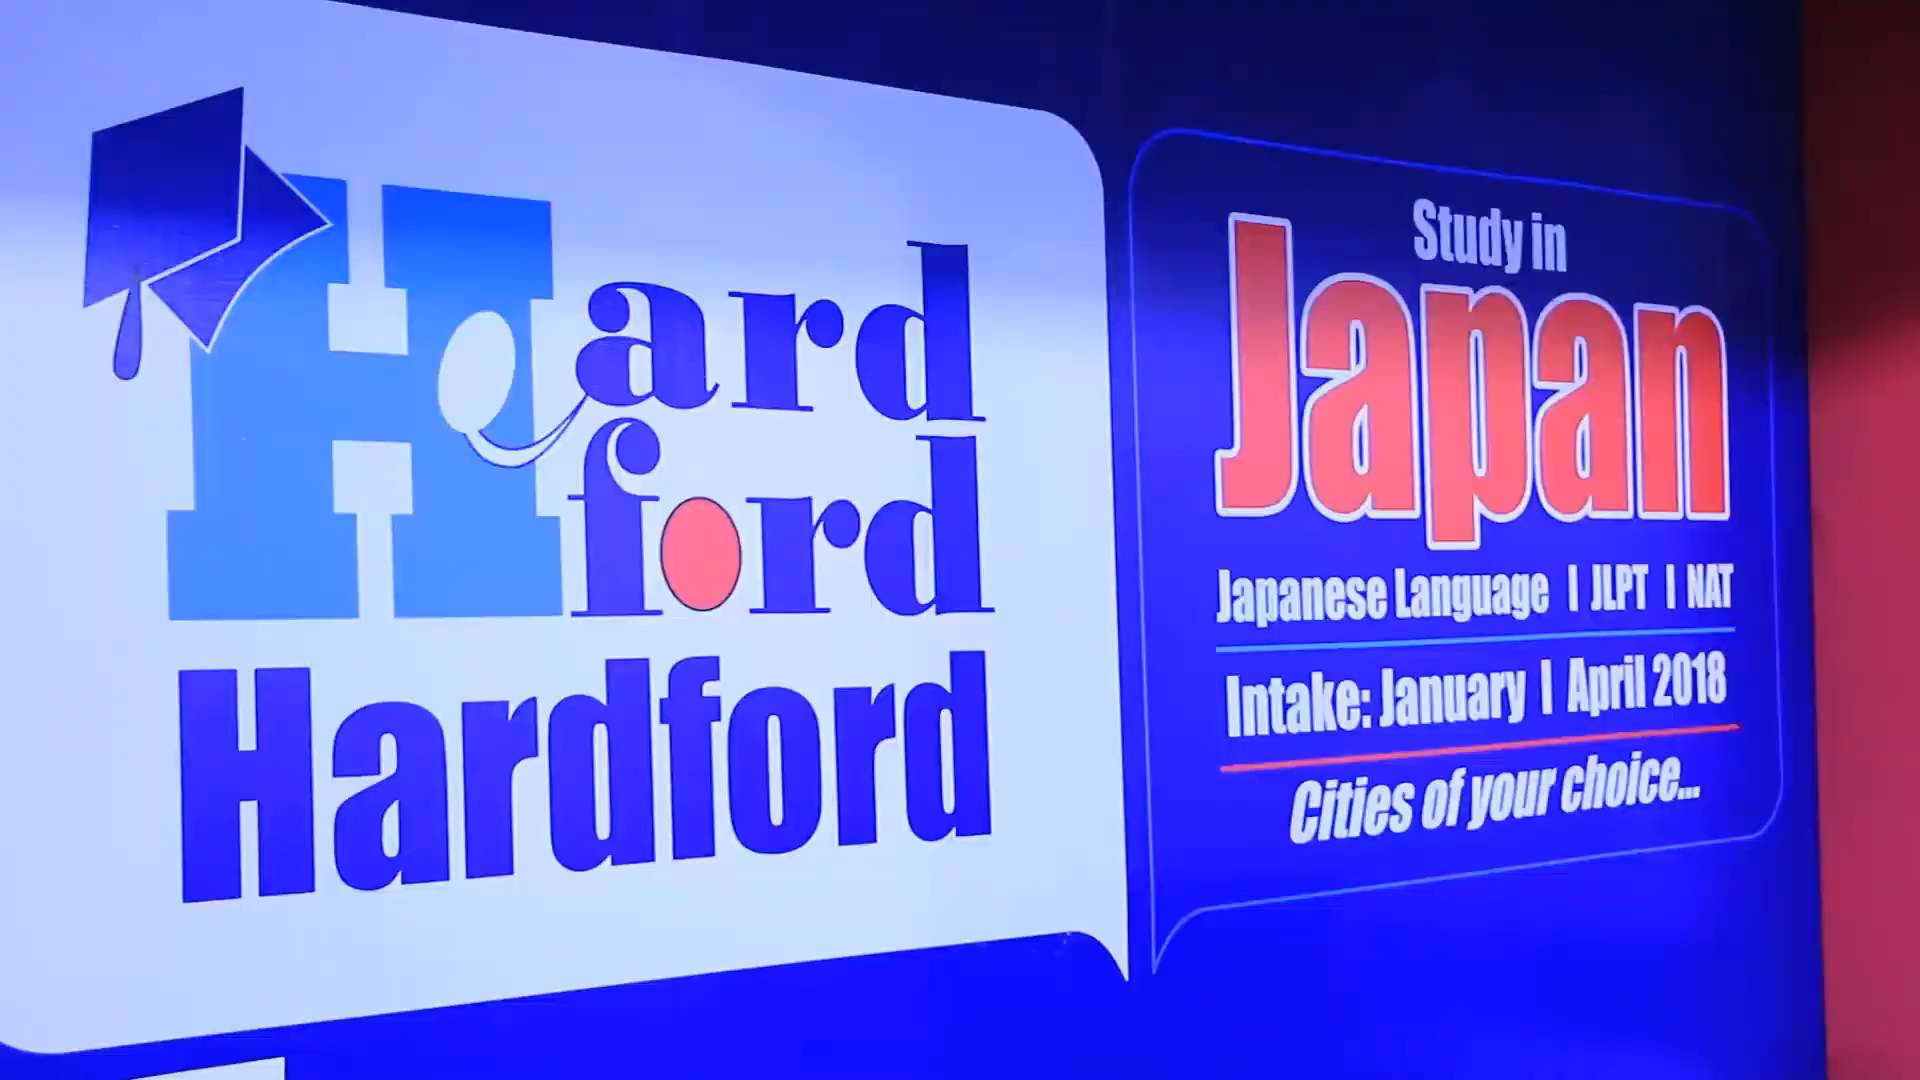 Hard
ford
Hardford
Study in
Japan
Japanese Language | JLPT | NAT
Intake: January | April 2018
Cities of your choice...